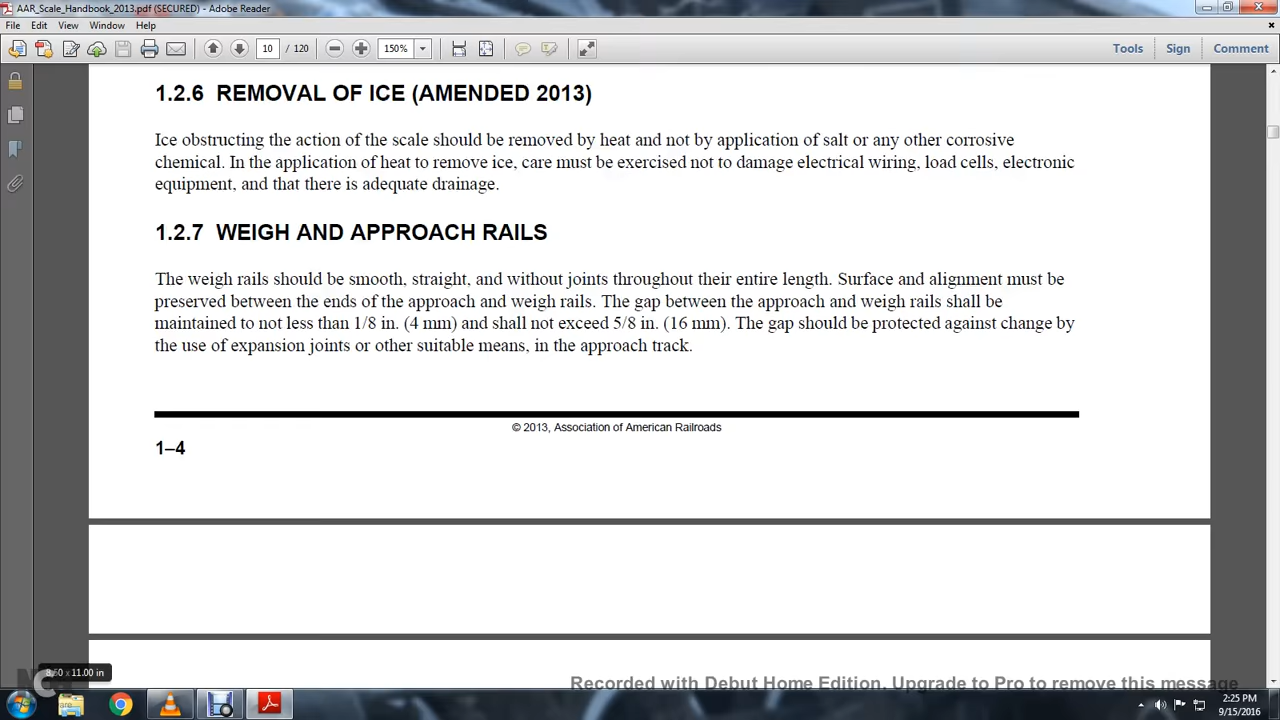 AAR_Scale_Handbook_2013.pdf (SECURED) - Adobe Reader
File Edit View Window Help
10 / 120 150% Tools Sign Comment
1.2.6 REMOVAL OF ICE (AMENDED 2013)
Ice obstructing the action of the scale should be removed by heat and not by application of salt or any other corrosive
chemical. In the application of heat to remove ice, care must be exercised not to damage electrical wiring, load cells, electronic
equipment, and that there is adequate drainage.
1.2.7 WEIGH AND APPROACH RAILS
The weigh rails should be smooth, straight, and without joints throughout their entire length. Surface and alignment must be
preserved between the ends of the approach and weigh rails. The gap between the approach and weigh rails shall be
maintained to not less than 1/8 in. (4 mm) and shall not exceed 5/8 in. (16 mm). The gap should be protected against change by
the use of expansion joints or other suitable means, in the approach track.
© 2013, Association of American Railroads
1–4
8.50 x 11.00 in
Recorded with Debut Home Edition. Upgrade to Pro to remove this message
2:25 PM
9/15/2016